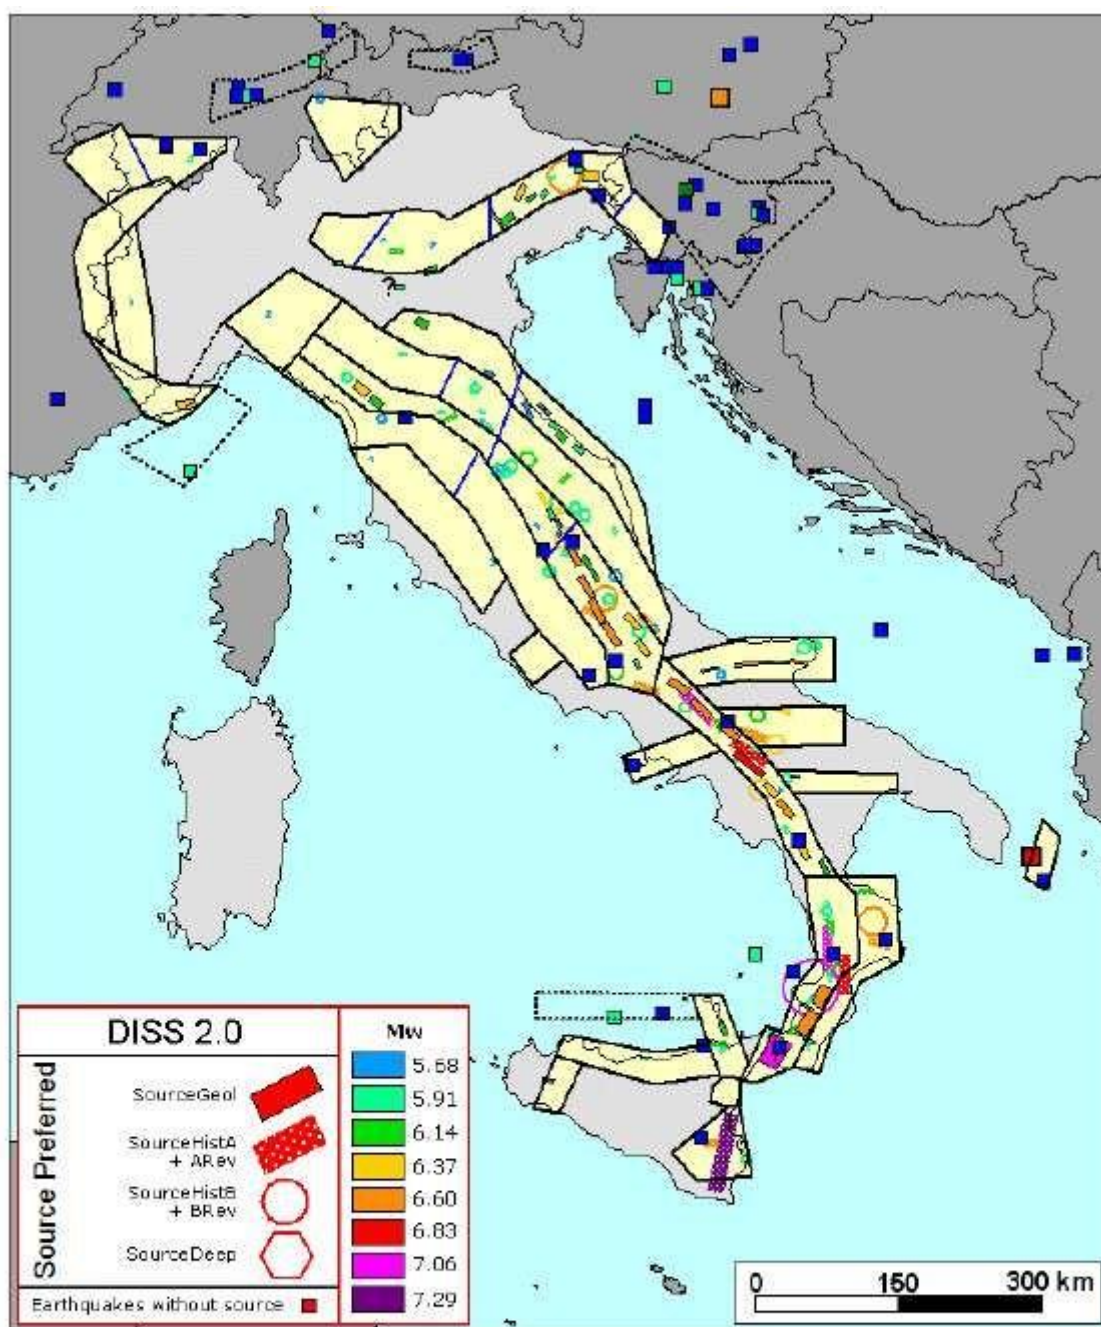 ?
DISS 2.0
Mw
Source Preferred
SourceGeol
SourceHistA
+ ARev
SourceHistB
+ BRev
SourceDeep
Earthquakes without source
5.68
5.91
6.14
6.37
6.60
6.83
7.06
7.29
0 150 300 km